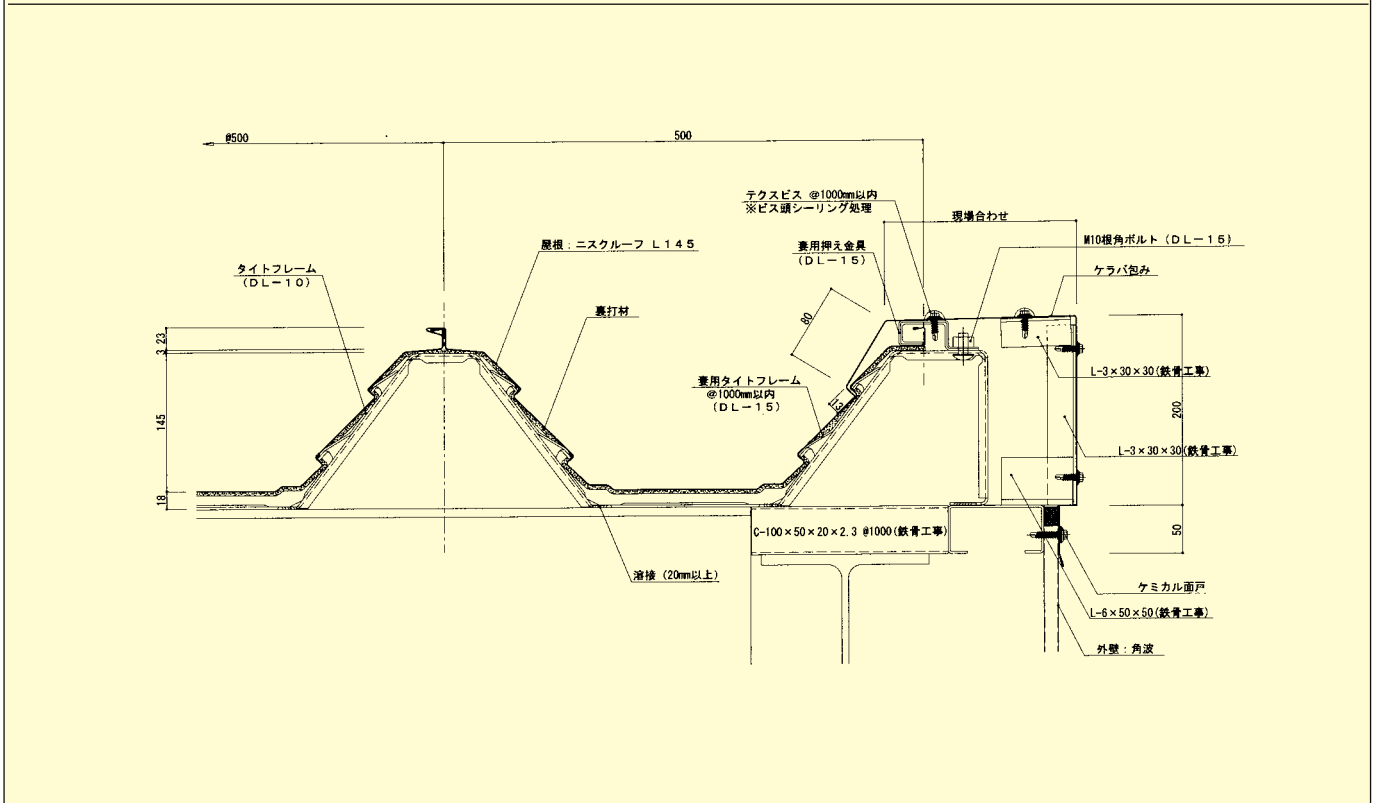 @500
500
テクスビス @1000mm以内
※ビス頭シーリング処理
現場合わせ
M10根角ボルト(DL-15)
屋根:ニスクルーフ L145
妻用押え金具
(DL-15)
ケラバ包み
タイトフレーム
(DL-10)
裏打材
80
23
3
妻用タイトフレーム
@1000mm以内
(DL-15)
13
L-3×30×30(鉄骨工事)
145
200
L-3×30×30(鉄骨工事)
18
C-100×50×20×2.3 @1000(鉄骨工事)
50
溶接 (20mm以上)
ケミカル面戸
L-6×50×50(鉄骨工事)
外壁:角波